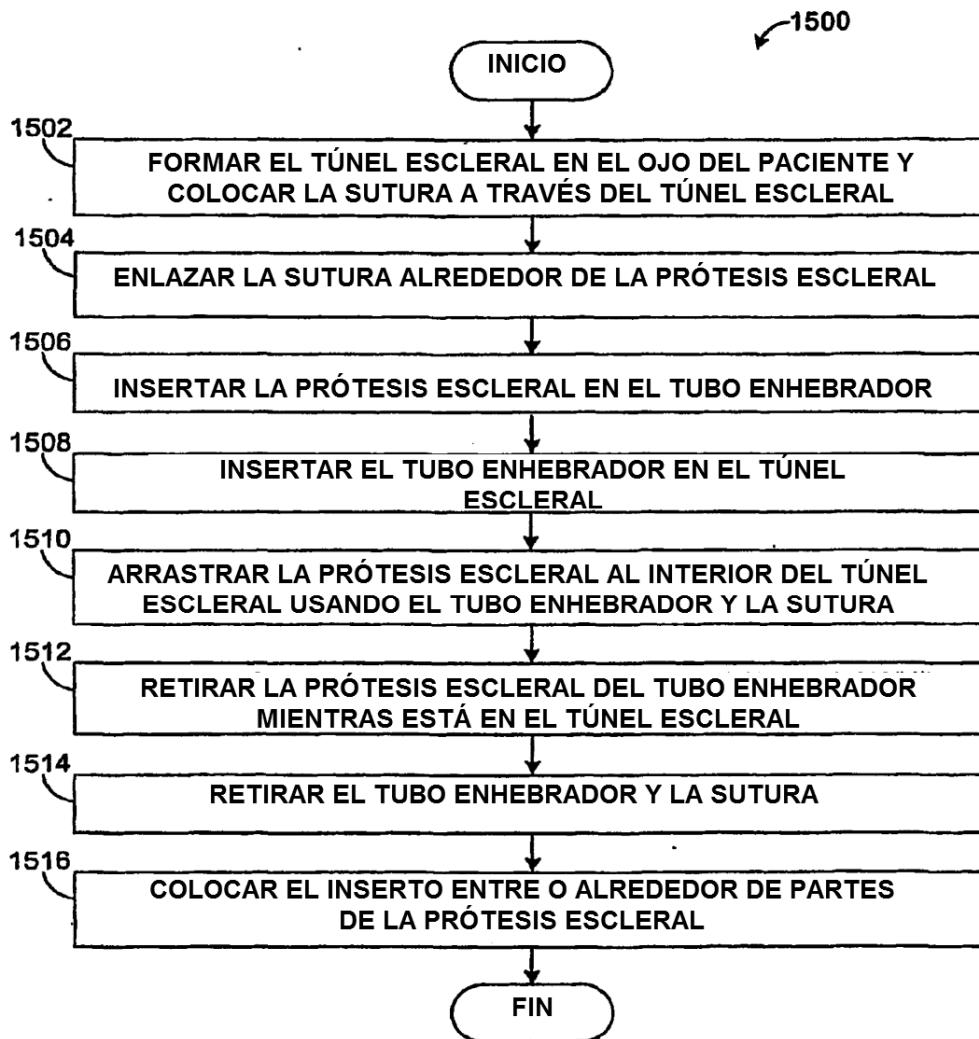 1500
INICIO
1502
FORMAR EL TÚNEL ESCLERAL EN EL OJO DEL PACIENTE Y
COLOCAR LA SUTURA A TRAVÉS DEL TÚNEL ESCLERAL
1504
ENLAZAR LA SUTURA ALREDEDOR DE LA PRÓTESIS ESCLERAL
1506
INSERTAR LA PRÓTESIS ESCLERAL EN EL TUBO ENHEBRADOR
1508
INSERTAR EL TUBO ENHEBRADOR EN EL TÚNEL
ESCLERAL
1510
ARRASTRAR LA PRÓTESIS ESCLERAL AL INTERIOR DEL TÚNEL
ESCLERAL USANDO EL TUBO ENHEBRADOR Y LA SUTURA
1512
RETIRAR LA PRÓTESIS ESCLERAL DEL TUBO ENHEBRADOR
MIENTRAS ESTÁ EN EL TÚNEL ESCLERAL
1514
RETIRAR EL TUBO ENHEBRADOR Y LA SUTURA
1516
COLOCAR EL INSERTO ENTRE O ALREDEDOR DE PARTES
DE LA PRÓTESIS ESCLERAL
FIN